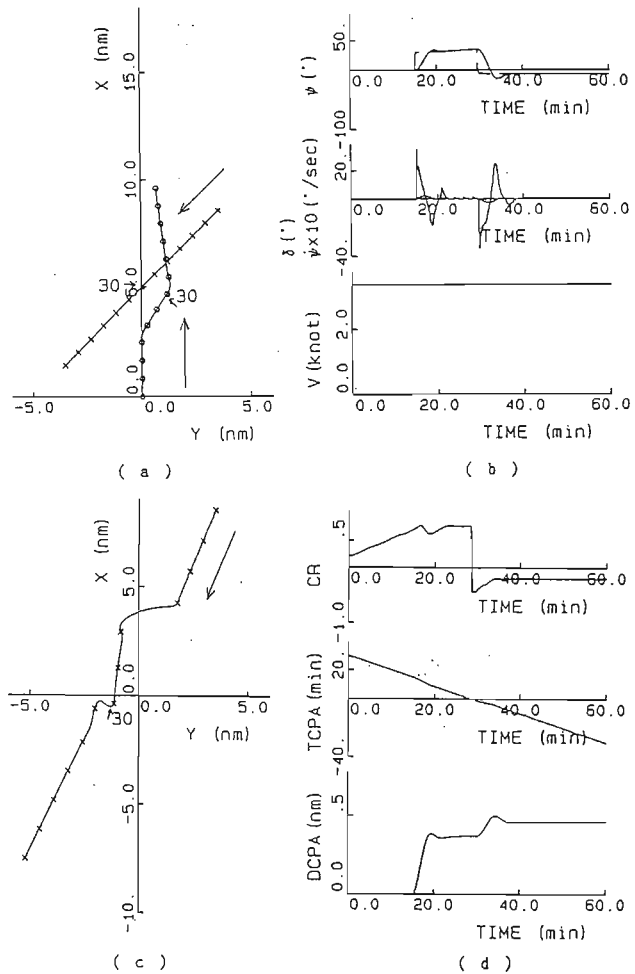 X (nm)
15.0
10.0
5.0
30
30
0.0
-5.0
0.0
5.0
Y (nm)
( a )
50.
ψ(°)
0.0
20.0
40.0
60.0
TIME (min)
-100
20.
δ(°)
ψ̇x10(°/sec)
-40.
V(knot)
2.0
0.0
0.0
20.0
40.0
60.0
TIME (min)
( b )
X (nm)
5.0
0.0
-5.0
0.0
5.0
30
Y (nm)
-5.0
-10.
( c )
CR
.5
0.0
20.0
40.0
60.0
TIME (min)
-1.0
TCPA(min)
20.
0.0
20.0
40.0
60.0
TIME (min)
-40.
DCPA(nm)
.5
0.0
0.0
20.0
40.0
60.0
TIME (min)
( d )